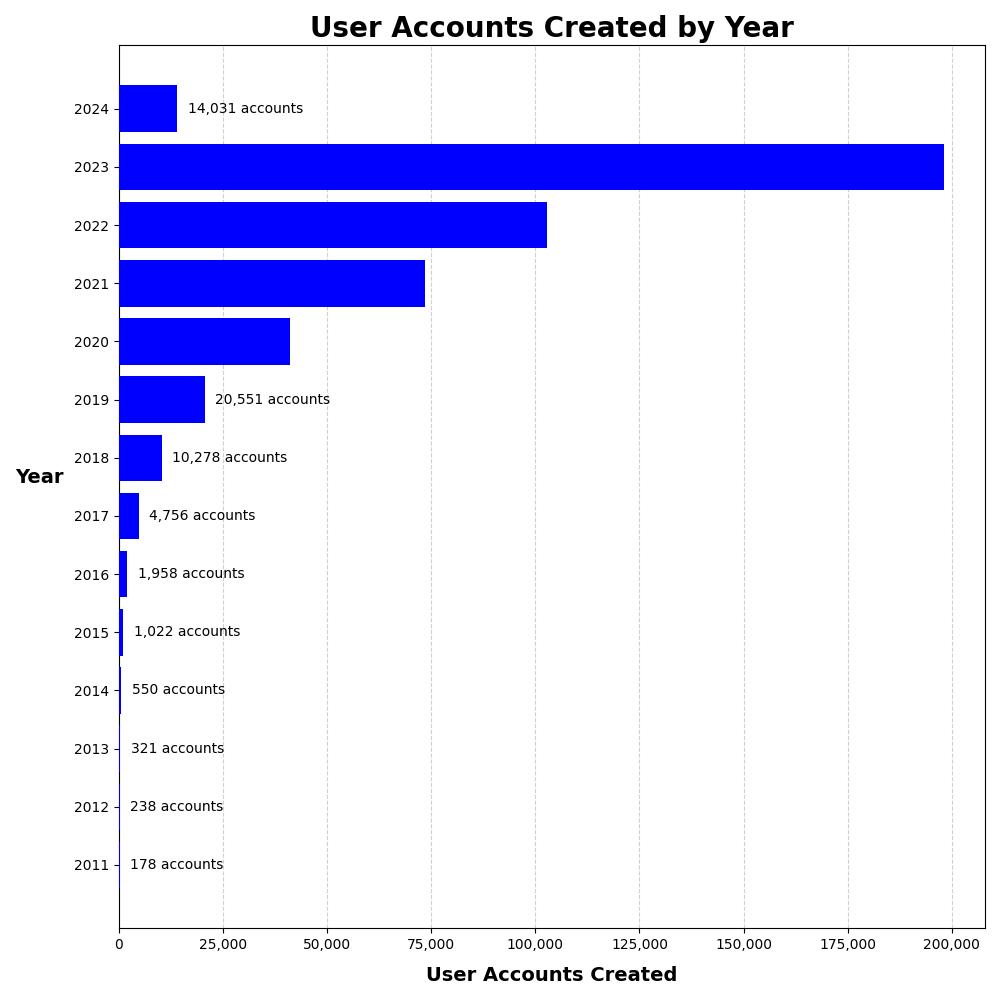 User Accounts Created by Year
2024
14,031 accounts
2023
2022
2021
2020
2019
20,551 accounts
2018
10,278 accounts
Year
2017
4,756 accounts
2016
1,958 accounts
2015
1,022 accounts
2014
550 accounts
2013
321 accounts
2012
238 accounts
2011
178 accounts
0
25,000
50,000
75,000
100,000
125,000
150,000
175,000
200,000
User Accounts Created